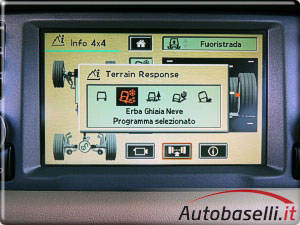 Info 4x4
Fuoristrada
Terrain Response
Erba Ghiaia Neve
Programma selezionato
Autobaselli.it